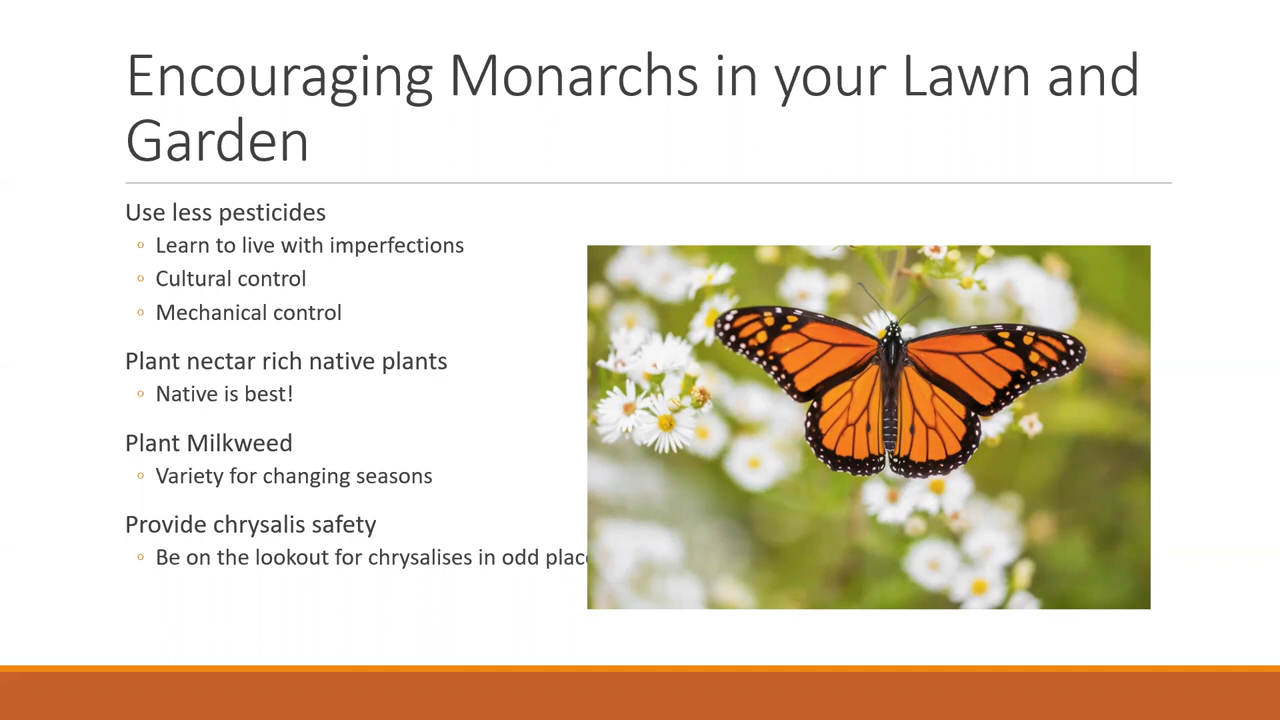 Encouraging Monarchs in your Lawn and
Garden
Use less pesticides
◦ Learn to live with imperfections
◦ Cultural control
◦ Mechanical control
Plant nectar rich native plants
◦ Native is best!
Plant Milkweed
◦ Variety for changing seasons
Provide chrysalis safety
◦ Be on the lookout for chrysalises in odd